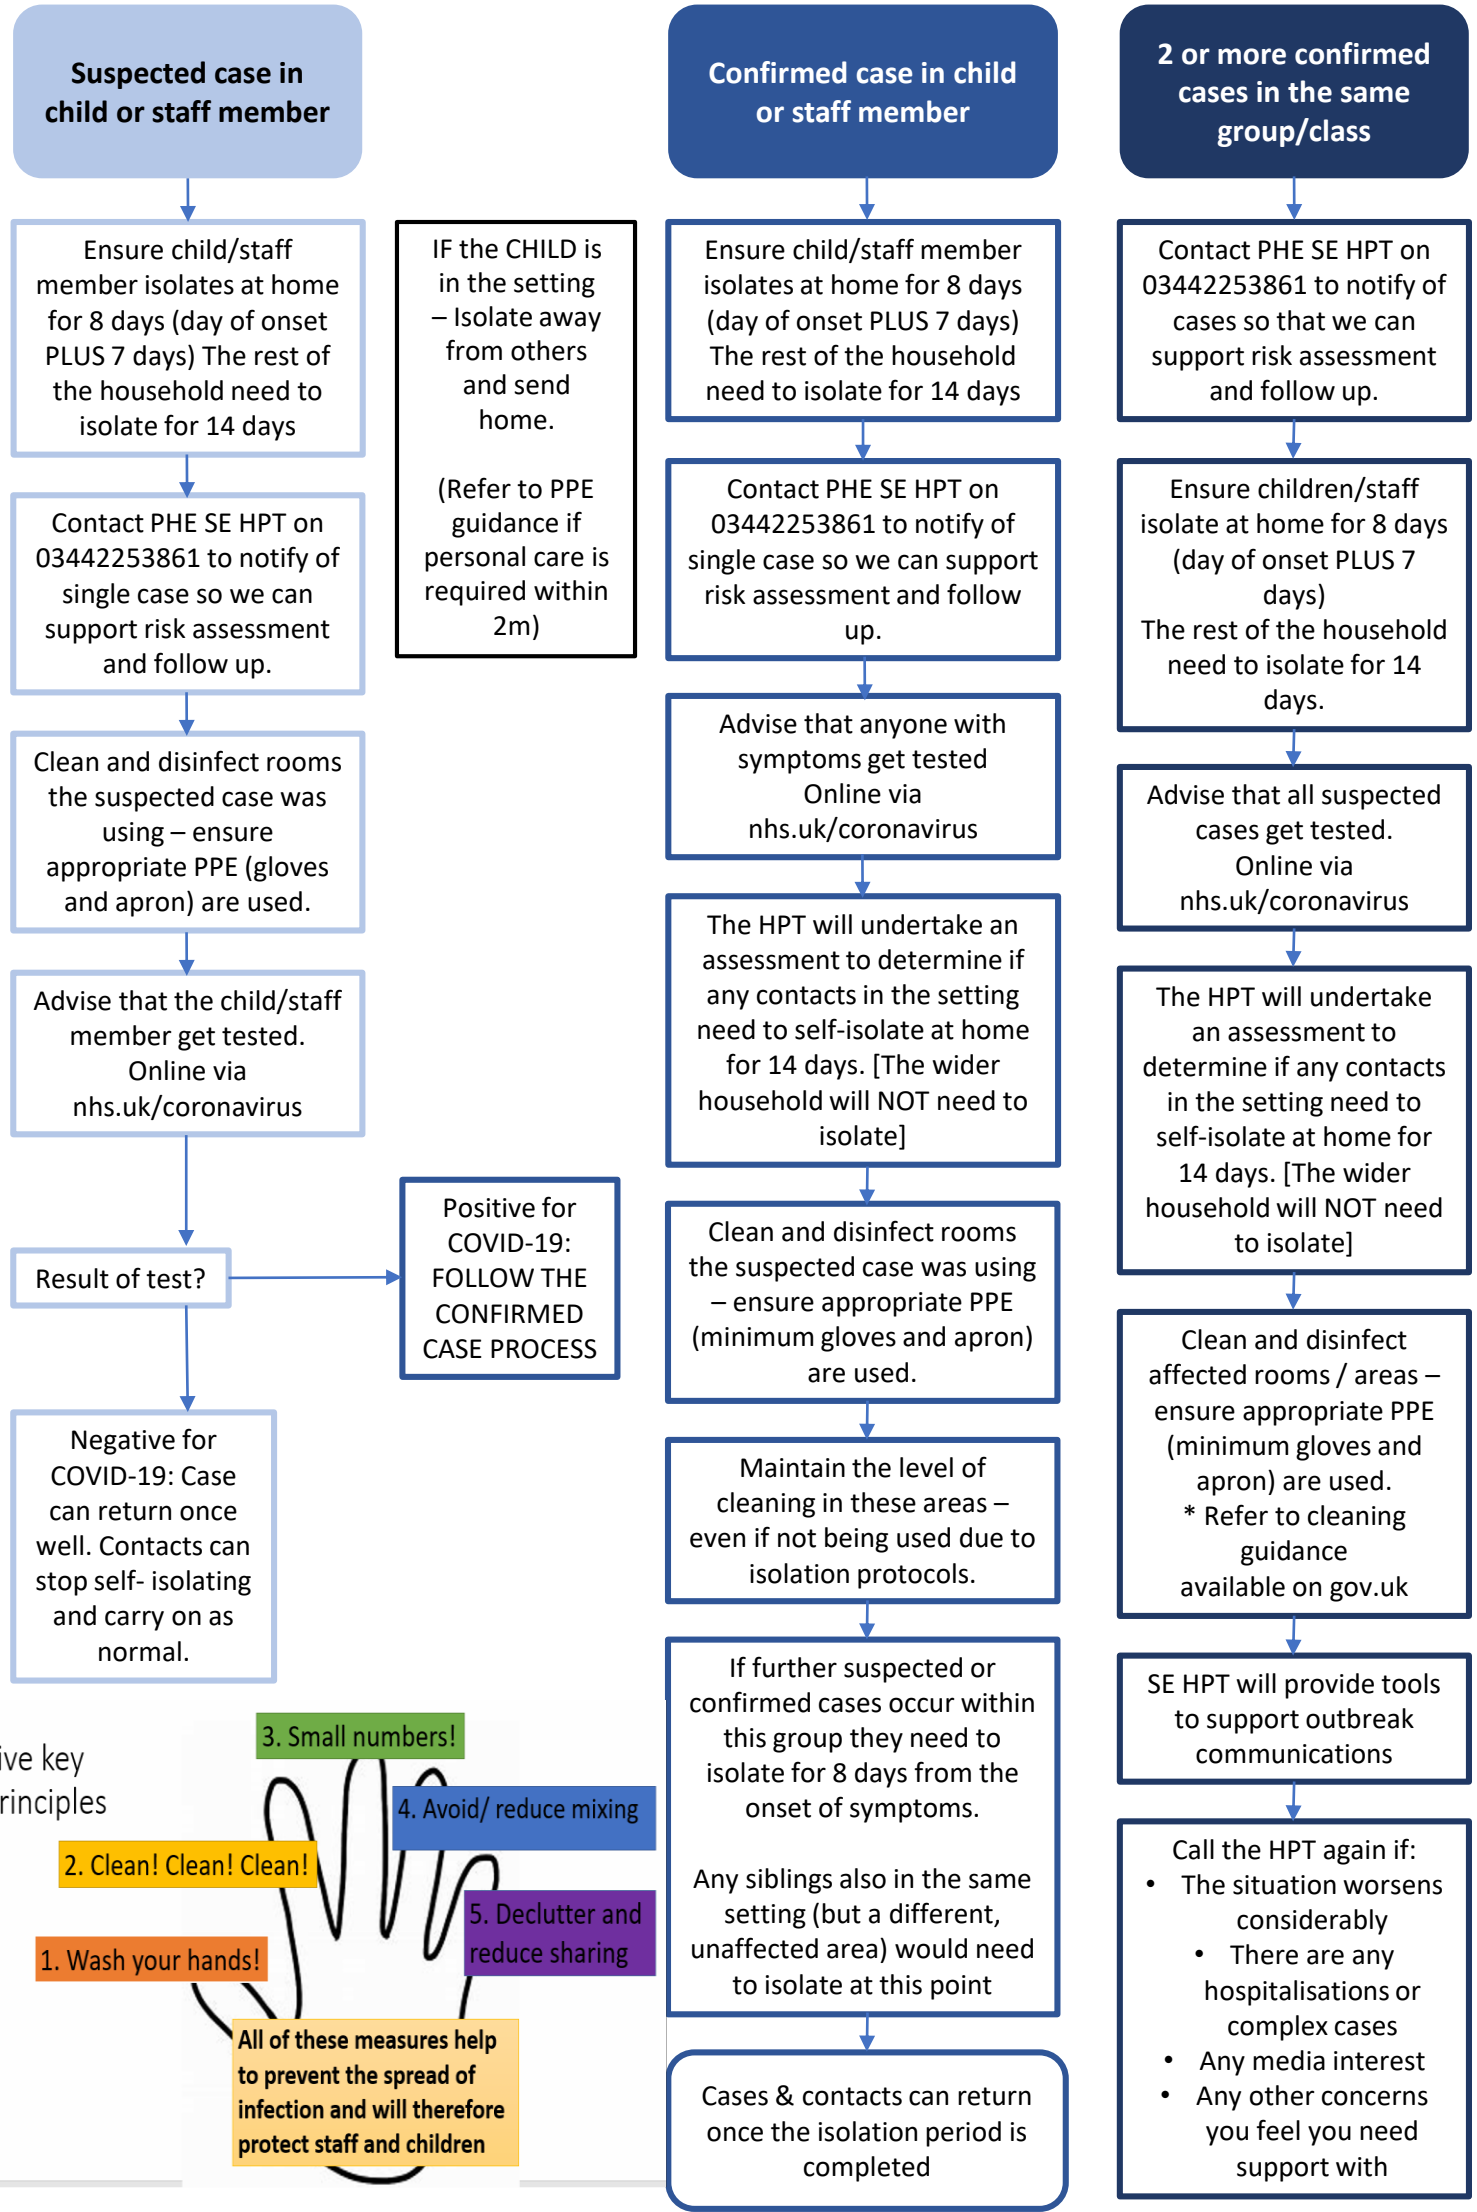 Suspected case in
child or staff member
Ensure child/staff
member isolates at home
for 8 days (day of onset
PLUS 7 days) The rest of
the household need to
isolate for 14 days
Contact PHE SE HPT on
03442253861 to notify of
single case so we can
support risk assessment
and follow up.
Clean and disinfect rooms
the suspected case was
using – ensure
appropriate PPE (gloves
and apron) are used.
Advise that the child/staff
member get tested.
Online via
nhs.uk/coronavirus
Result of test?
Positive for
COVID-19:
FOLLOW THE
CONFIRMED
CASE PROCESS
Negative for
COVID-19: Case
can return once
well. Contacts can
stop self- isolating
and carry on as
normal.
IF the CHILD is
in the setting
– Isolate away
from others
and send
home.
(Refer to PPE
guidance if
personal care is
required within
2m)
Confirmed case in child
or staff member
Ensure child/staff member
isolates at home for 8 days
(day of onset PLUS 7 days)
The rest of the household
need to isolate for 14 days
Contact PHE SE HPT on
03442253861 to notify of
single case so we can support
risk assessment and follow
up.
Advise that anyone with
symptoms get tested
Online via
nhs.uk/coronavirus
The HPT will undertake an
assessment to determine if
any contacts in the setting
need to self-isolate at home
for 14 days. [The wider
household will NOT need to
isolate]
Clean and disinfect rooms
the suspected case was using
– ensure appropriate PPE
(minimum gloves and apron)
are used.
Maintain the level of
cleaning in these areas –
even if not being used due to
isolation protocols.
If further suspected or
confirmed cases occur within
this group they need to
isolate for 8 days from the
onset of symptoms.
Any siblings also in the same
setting (but a different,
unaffected area) would need
to isolate at this point
Cases & contacts can return
once the isolation period is
completed
2 or more confirmed
cases in the same
group/class
Contact PHE SE HPT on
03442253861 to notify of
cases so that we can
support risk assessment
and follow up.
Ensure children/staff
isolate at home for 8 days
(day of onset PLUS 7
days)
The rest of the household
need to isolate for 14
days.
Advise that all suspected
cases get tested.
Online via
nhs.uk/coronavirus
The HPT will undertake
an assessment to
determine if any contacts
in the setting need to
self-isolate at home for
14 days. [The wider
household will NOT need
to isolate]
Clean and disinfect
affected rooms / areas –
ensure appropriate PPE
(minimum gloves and
apron) are used.
* Refer to cleaning
guidance
available on gov.uk
SE HPT will provide tools
to support outbreak
communications
Call the HPT again if:
• The situation worsens
considerably
• There are any
hospitalisations or
complex cases
• Any media interest
• Any other concerns
you feel you need
support with
ive key
rinciples
3. Small numbers!
4. Avoid/ reduce mixing
2. Clean! Clean! Clean!
5. Declutter and
reduce sharing
1. Wash your hands!
All of these measures help
to prevent the spread of
infection and will therefore
protect staff and children